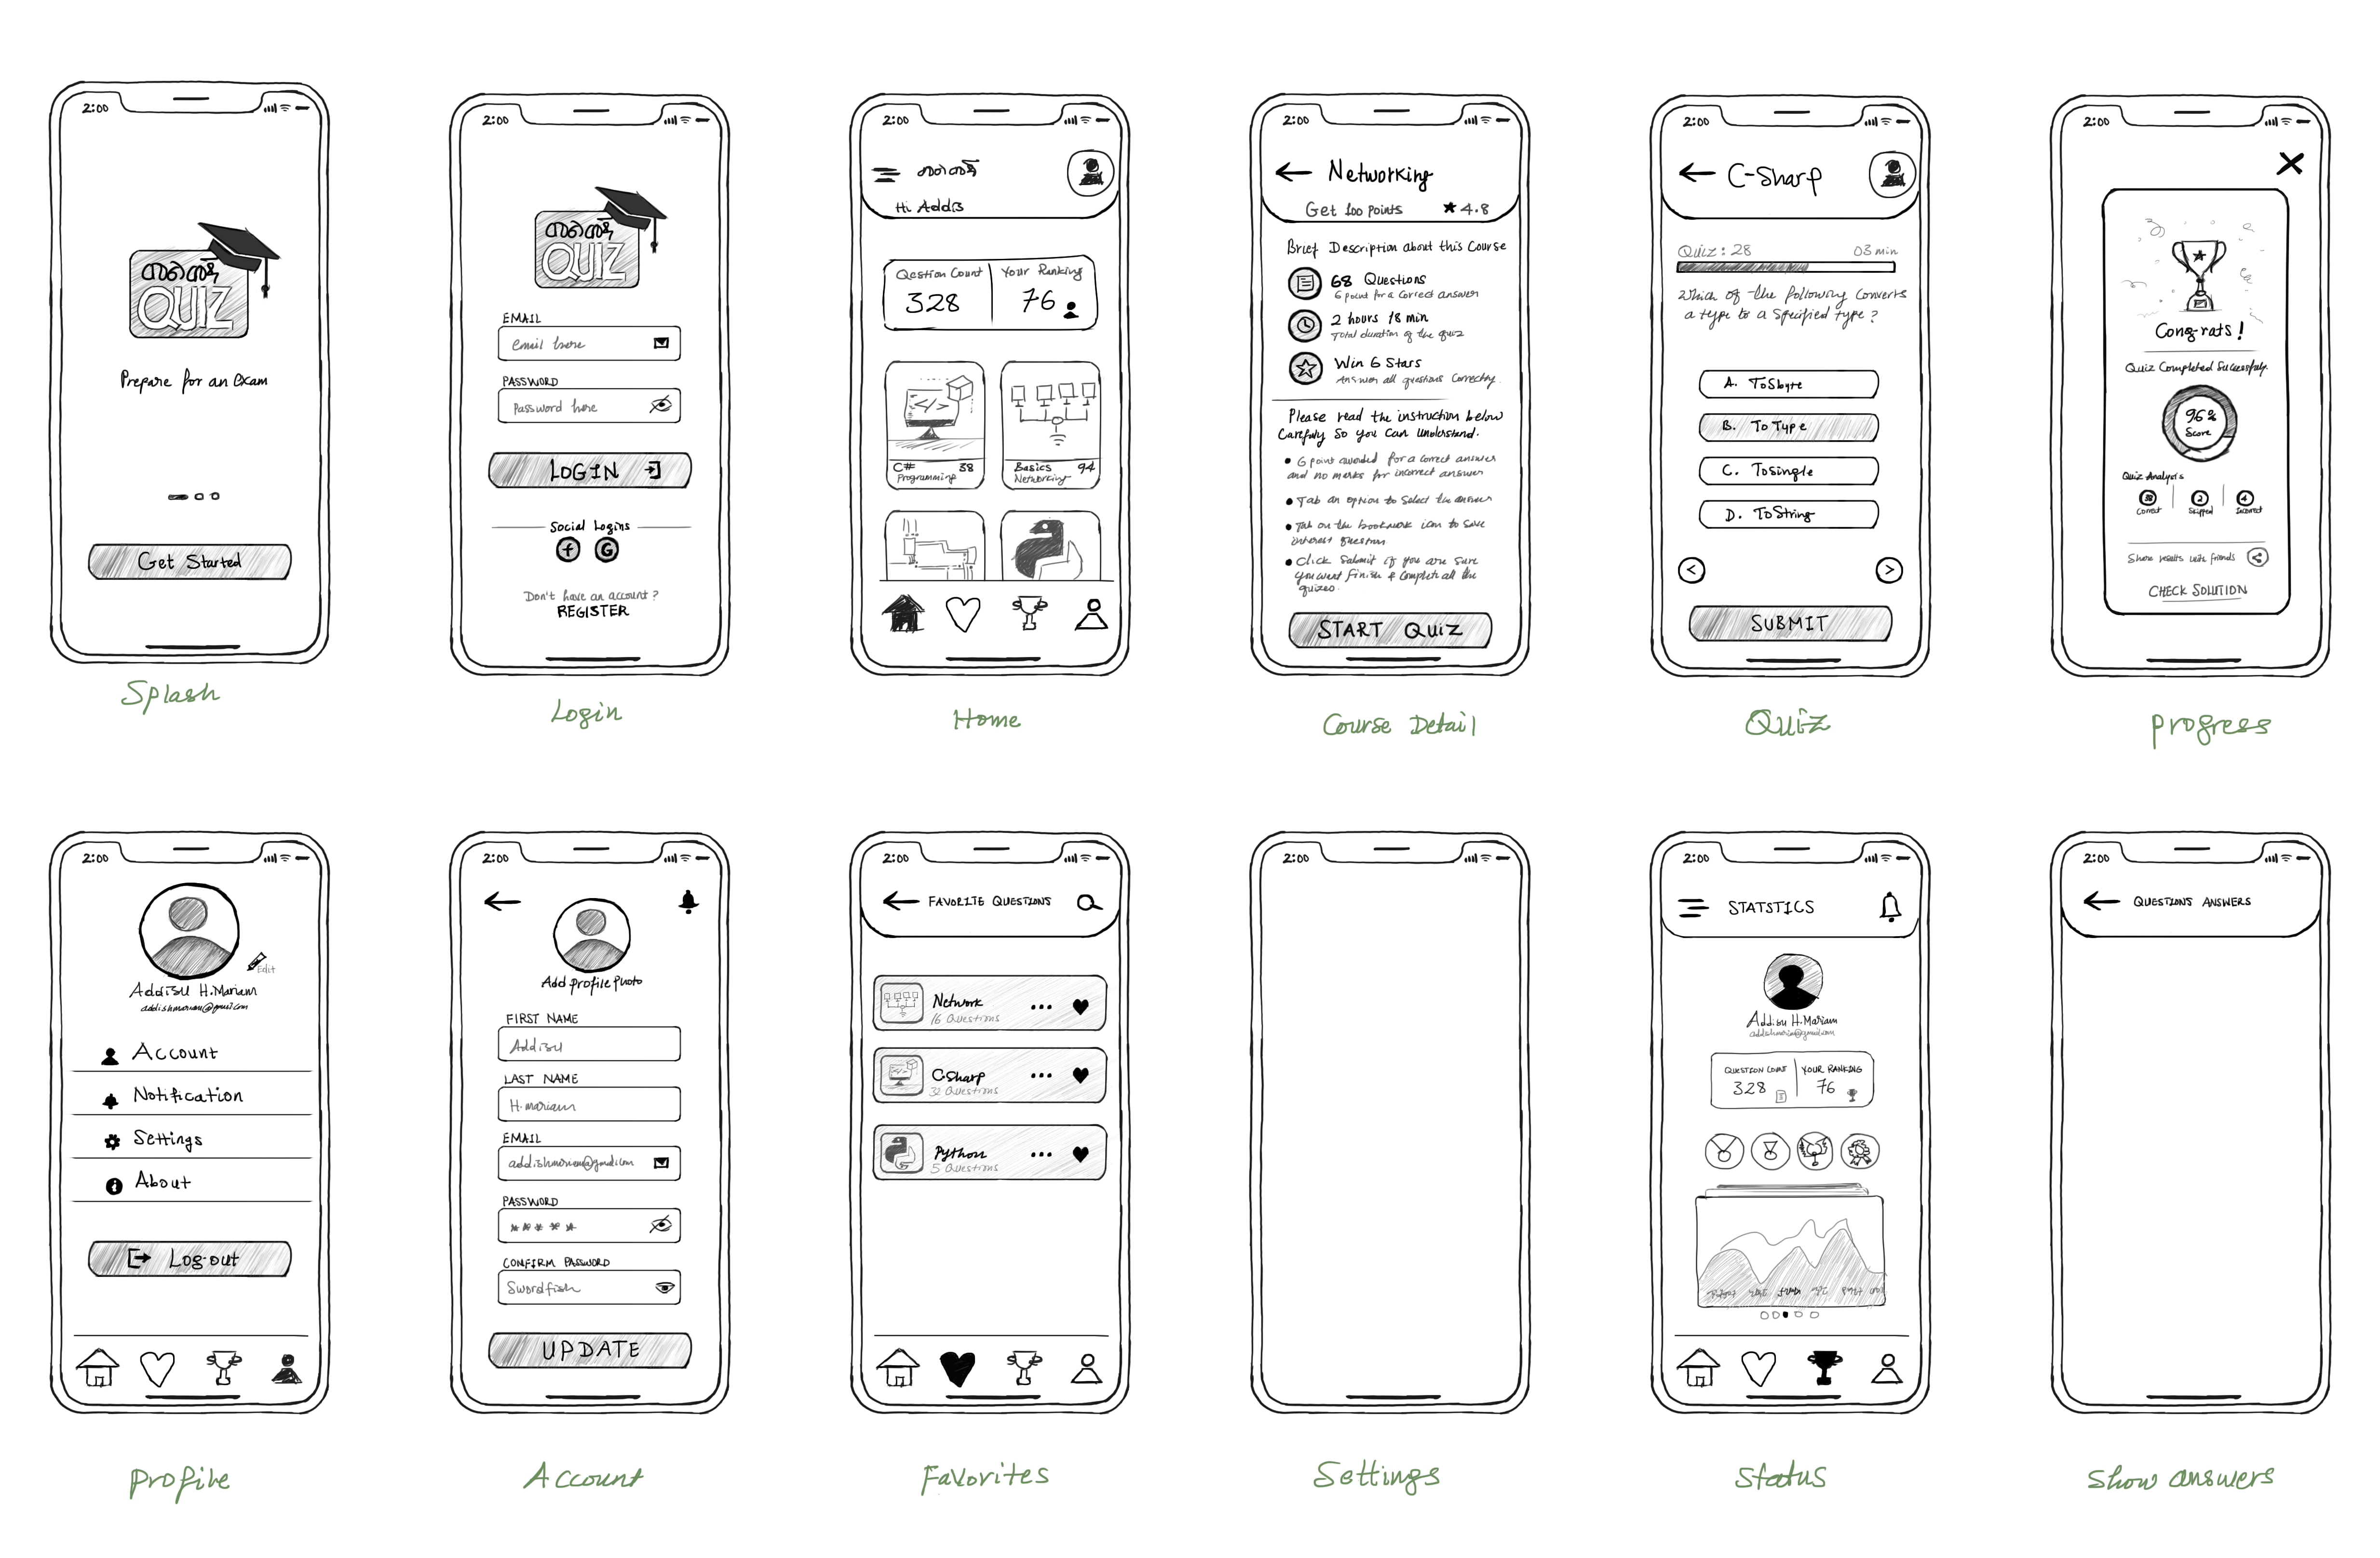 2:00
QUIZ
Prepare for an Exam
Get Started
Splash
2:00
QUIZ
EMAIL
email here
PASSWORD
Password here
LOGIN
Social Logins
f G
Don't have an account ?
REGISTER
Login
2:00
Hi Addis
Qestion Count
328
Your Ranking
76
C# 38
Programming
Basics 94
Networking
Home
2:00
Networking
Get 100 points ★ 4.8
Brief Description about this Course
68 Questions
6 point for a correct answer
2 hours 18 min
Total duration of the quiz
Win 6 Stars
Answer all questions correctly.
Please read the instruction below
Carefuly so you can understand.
• 6 point awarded for a correct answer
and no marks for incorrect answer
• Tab an option to select the answer
• Tab on the bookmark icon to save
interest question
• Click Submit if you are sure
you want finish & complete all the
quizes.
START QUIZ
Course Detail
2:00
C-Sharp
Quiz : 28 03 min
Which of the following converts
a type to a specified type ?
A. ToSbyte
B. ToType
C. ToSingle
D. ToString
< >
SUBMIT
Quiz
2:00
X
Congrats !
Quiz Completed Successfuly.
96%
Score
Quiz Analysis
38 2 4
Correct Skipped Incorrect
Share results with friends
CHECK SOLUTION
Progress
2:00
Edit
Addisu H.Mariam
addishmariam@gmail.com
Account
Notification
Settings
About
Log-out
Profile
2:00
Add profile photo
FIRST NAME
Addisu
LAST NAME
H.mariam
EMAIL
addishmariam@gmail.com
PASSWORD
* * * * *
CONFIRM PASSWORD
Swordfish
UPDATE
Account
2:00
FAVORITE QUESTIONS
Network
16 Questions
C-Sharp
32 Questions
Python
5 Questions
Favorites
2:00
Settings
2:00
STATSTICS
Addisu H.Mariam
addishmariam@gmail.com
QUESTION COUNT
328
YOUR RANKING
76
Status
2:00
QUESTIONS ANSWERS
Show answers